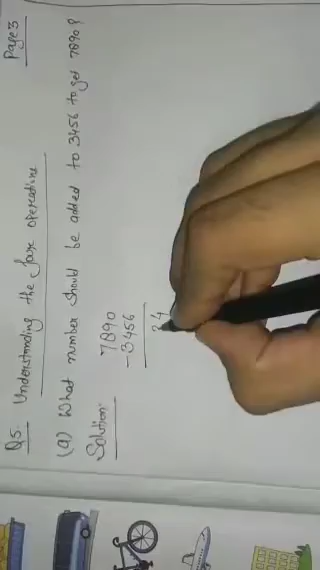 Page 3
Q5. Understanding the four operations
(a) What number should be added to 3456 to get 7890?
Solution:
7890
-3456
34